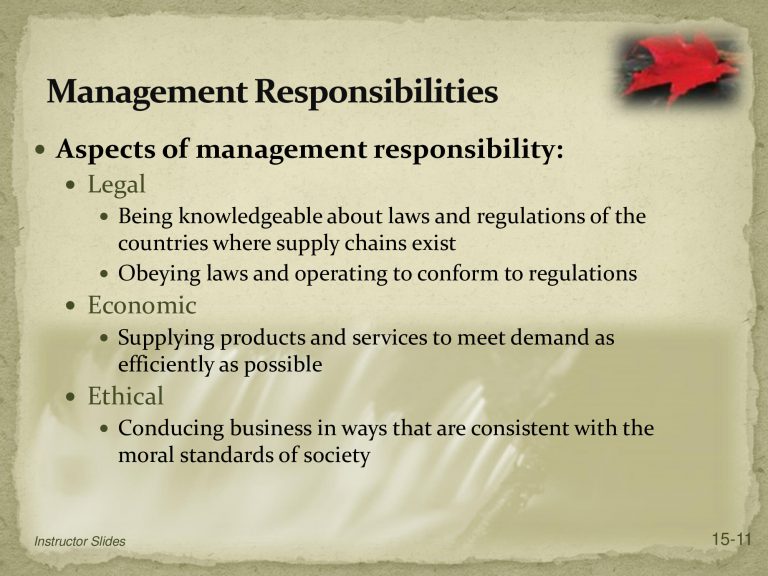 Management Responsibilities
• Aspects of management responsibility:
• Legal
• Being knowledgeable about laws and regulations of the
countries where supply chains exist
• Obeying laws and operating to conform to regulations
• Economic
• Supplying products and services to meet demand as
efficiently as possible
• Ethical
• Conducing business in ways that are consistent with the
moral standards of society
Instructor Slides
15-11